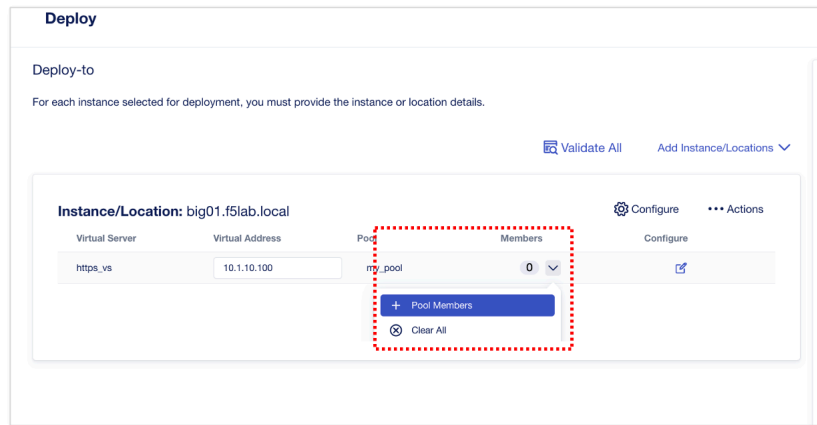 Deploy
Deploy-to
For each instance selected for deployment, you must provide the instance or location details.
Validate All Add Instance/Locations
Instance/Location: big01.f5lab.local Configure Actions
Virtual Server Virtual Address Pool Members Configure
https_vs 10.1.10.100 my_pool 0
Pool Members
Clear All